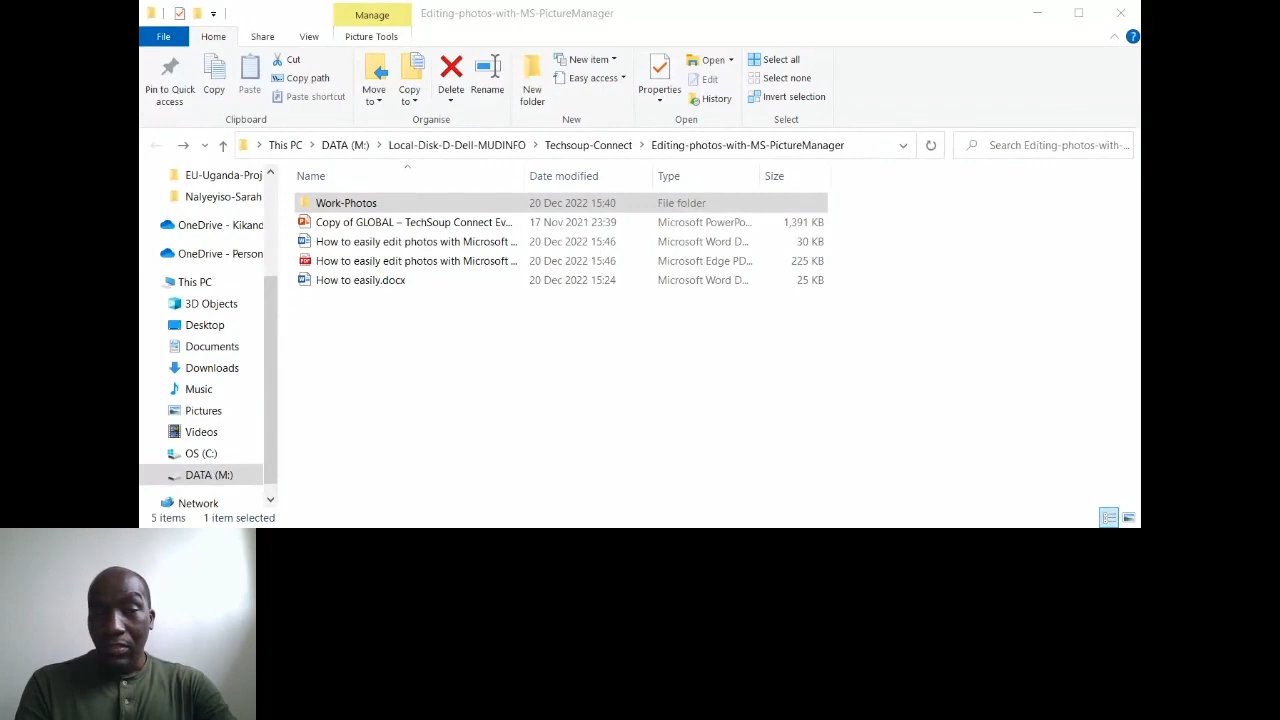 Manage Editing-photos-with-MS-PictureManager
File Home Share View Picture Tools
Pin to Quick access
Copy
Paste
Cut
Copy path
Paste shortcut
Clipboard
Move to
Copy to
Delete
Rename
Organise
New folder
New item
Easy access
New
Properties
Open
Edit
History
Open
Select all
Select none
Invert selection
Select
This PC > DATA (M:) > Local-Disk-D-Dell-MUDINFO > Techsoup-Connect > Editing-photos-with-MS-PictureManager
Search Editing-photos-with-...
EU-Uganda-Proj
Nalyeyiso-Sarah
OneDrive - Kikand
OneDrive - Person
This PC
3D Objects
Desktop
Documents
Downloads
Music
Pictures
Videos
OS (C:)
DATA (M:)
Network
Name Date modified Type Size
Work-Photos 20 Dec 2022 15:40 File folder
Copy of GLOBAL – TechSoup Connect Ev... 17 Nov 2021 23:39 Microsoft PowerPo... 1,391 KB
How to easily edit photos with Microsoft ... 20 Dec 2022 15:46 Microsoft Word D... 30 KB
How to easily edit photos with Microsoft ... 20 Dec 2022 15:46 Microsoft Edge PD... 225 KB
How to easily.docx 20 Dec 2022 15:24 Microsoft Word D... 25 KB
5 items 1 item selected